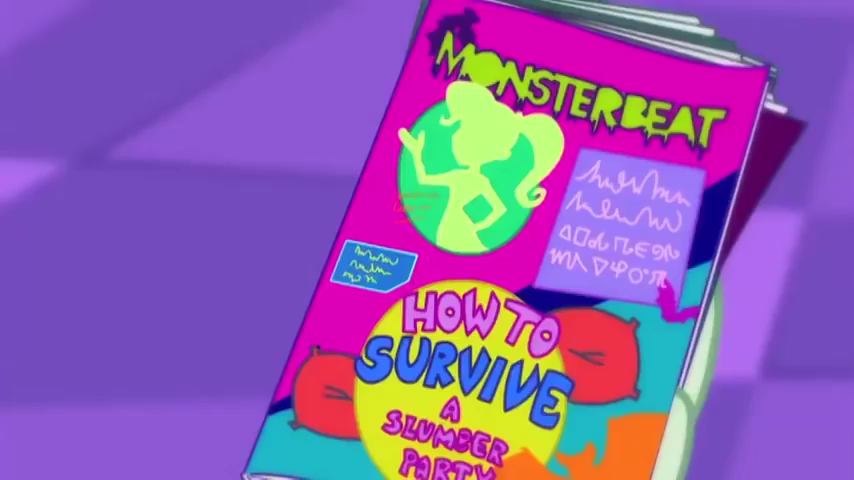 MONSTERBEAT
HOW TO
SURVIVE
A
SLUMBER
PARTY